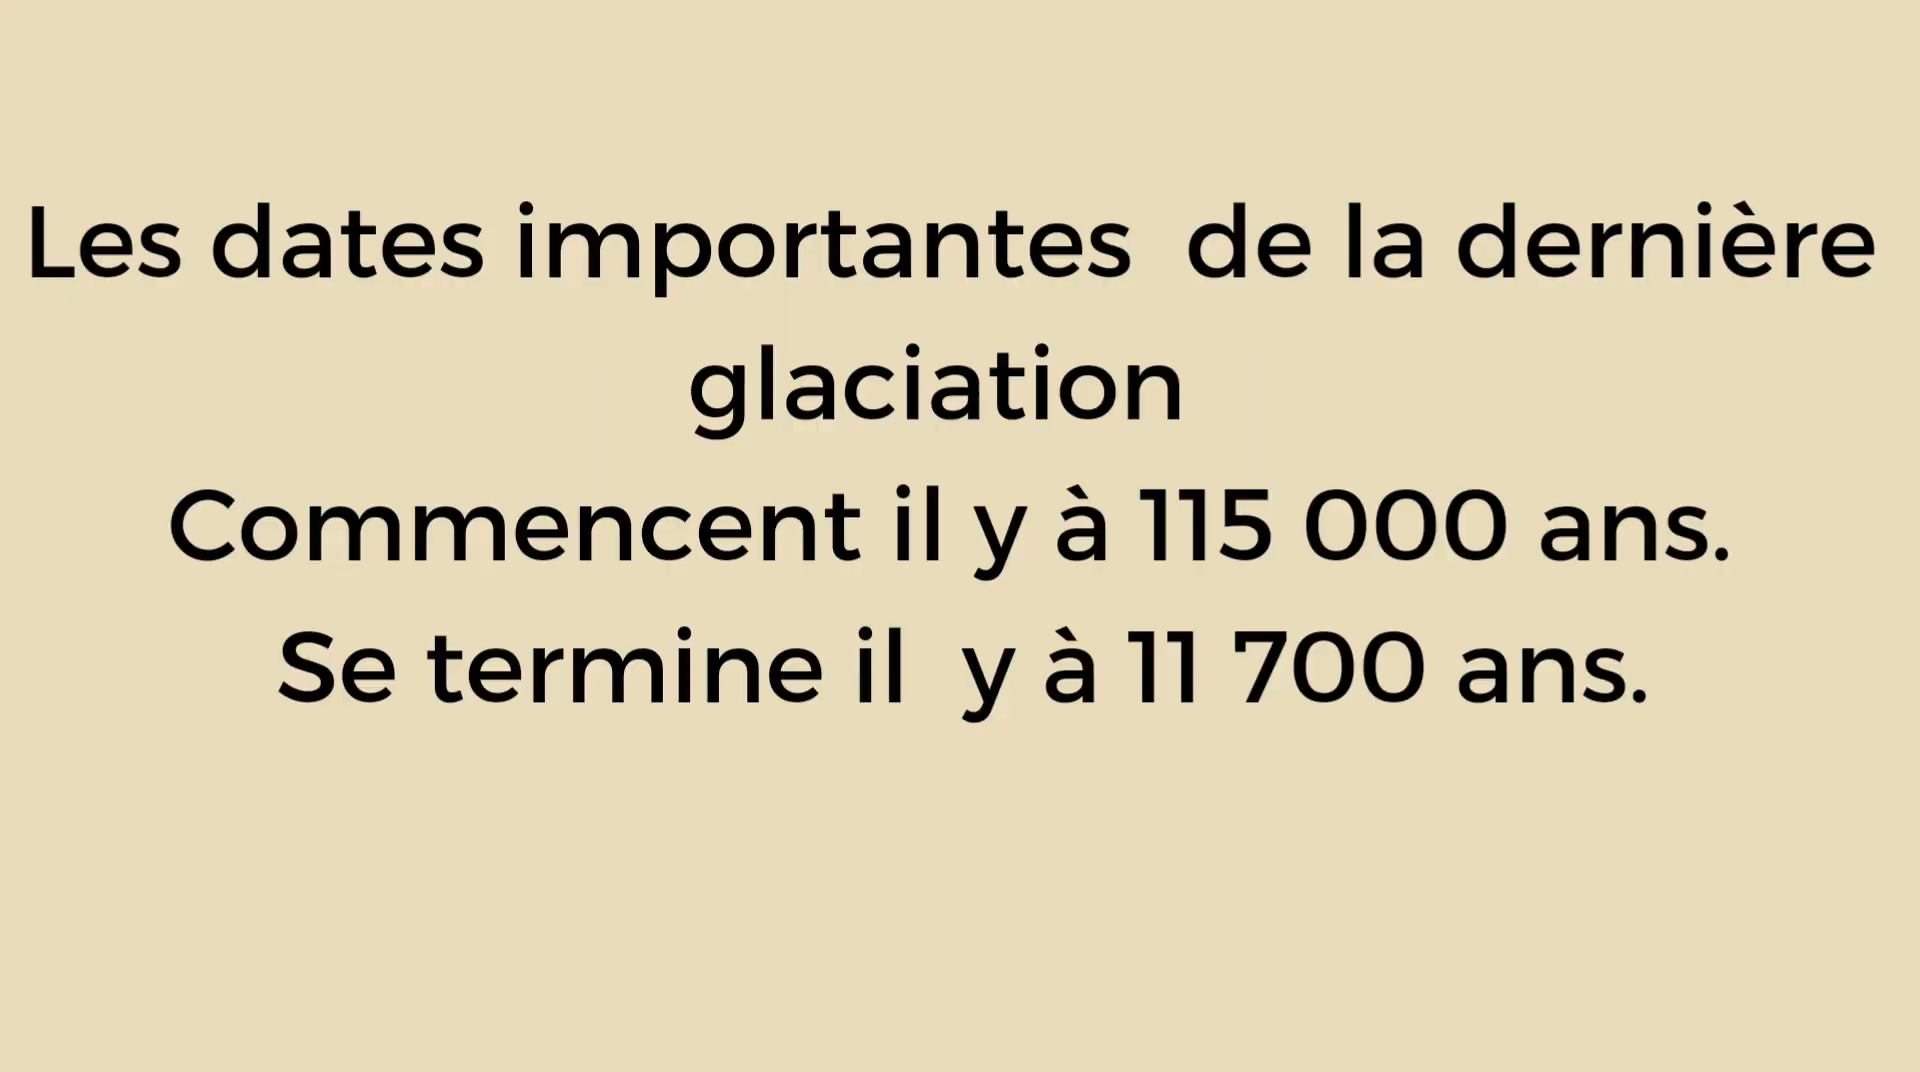 Les dates importantes  de la dernière
glaciation
Commencent il y à 115 000 ans.
Se termine il  y à 11 700 ans.